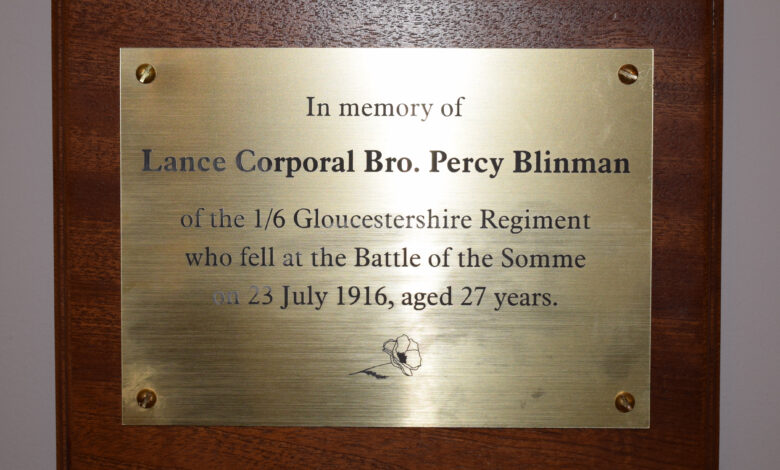 In memory of
Lance Corporal Bro. Percy Blinman
of the 1/6 Gloucestershire Regiment
who fell at the Battle of the Somme
on 23 July 1916, aged 27 years.